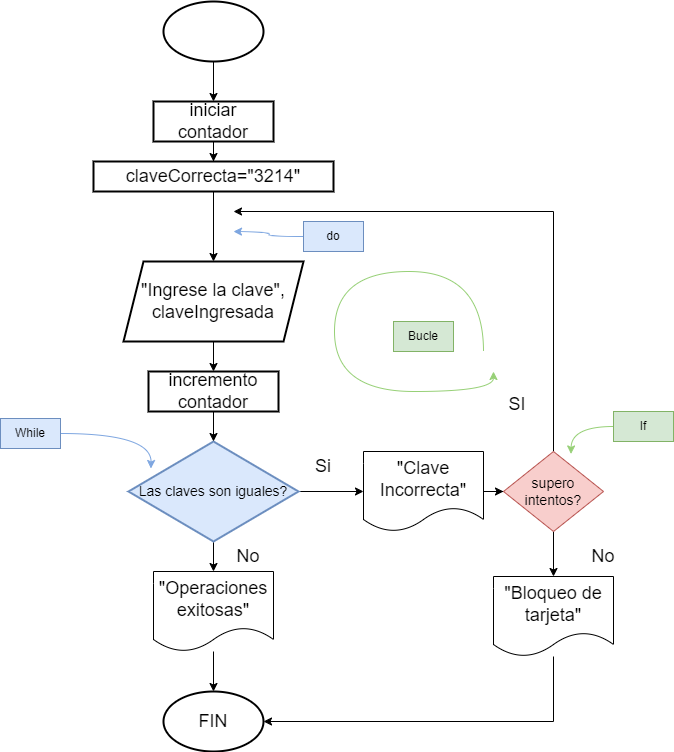 iniciar
contador
claveCorrecta="3214"
do
"Ingrese la clave",
claveIngresada
Bucle
incremento
contador
SI
While
If
Si
Las claves son iguales?
"Clave
Incorrecta"
supero
intentos?
No
No
"Operaciones
exitosas"
"Bloqueo de
tarjeta"
FIN